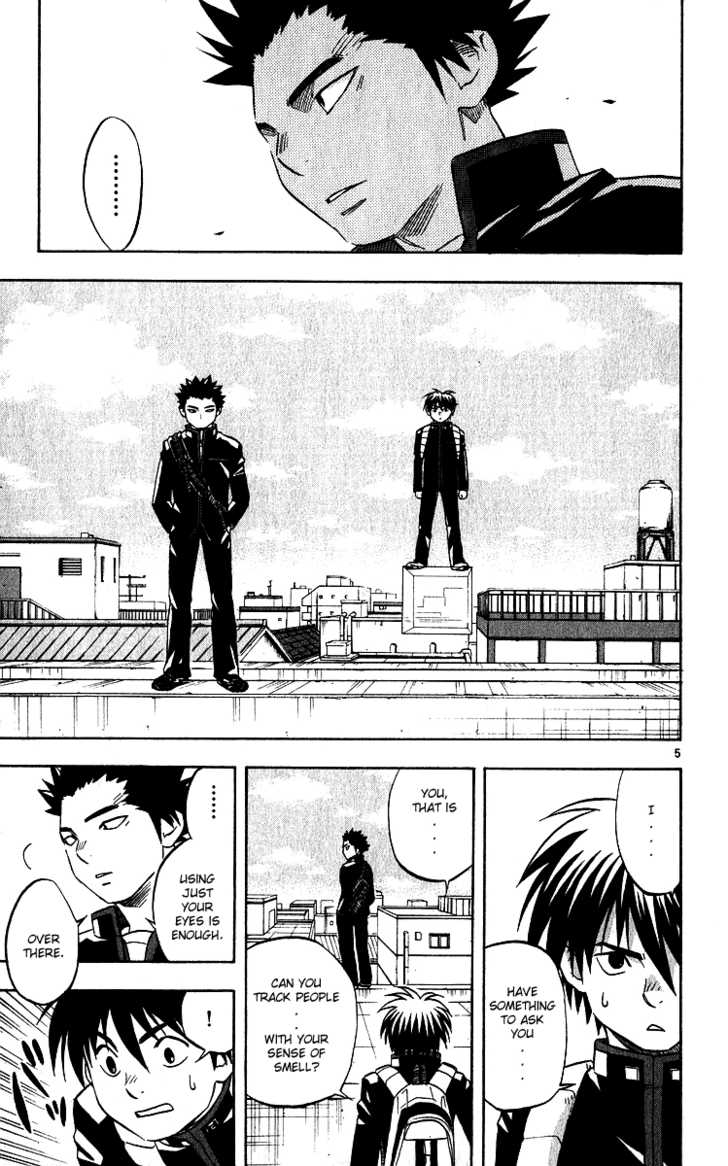 ......
5
I
...
HAVE
SOMETHING
TO ASK
YOU
...
YOU,
THAT IS
...
CAN YOU
TRACK PEOPLE
.
WITH YOUR
SENSE OF
SMELL?
....
USING
JUST
YOUR
EYES IS
ENOUGH.
OVER
THERE.
!